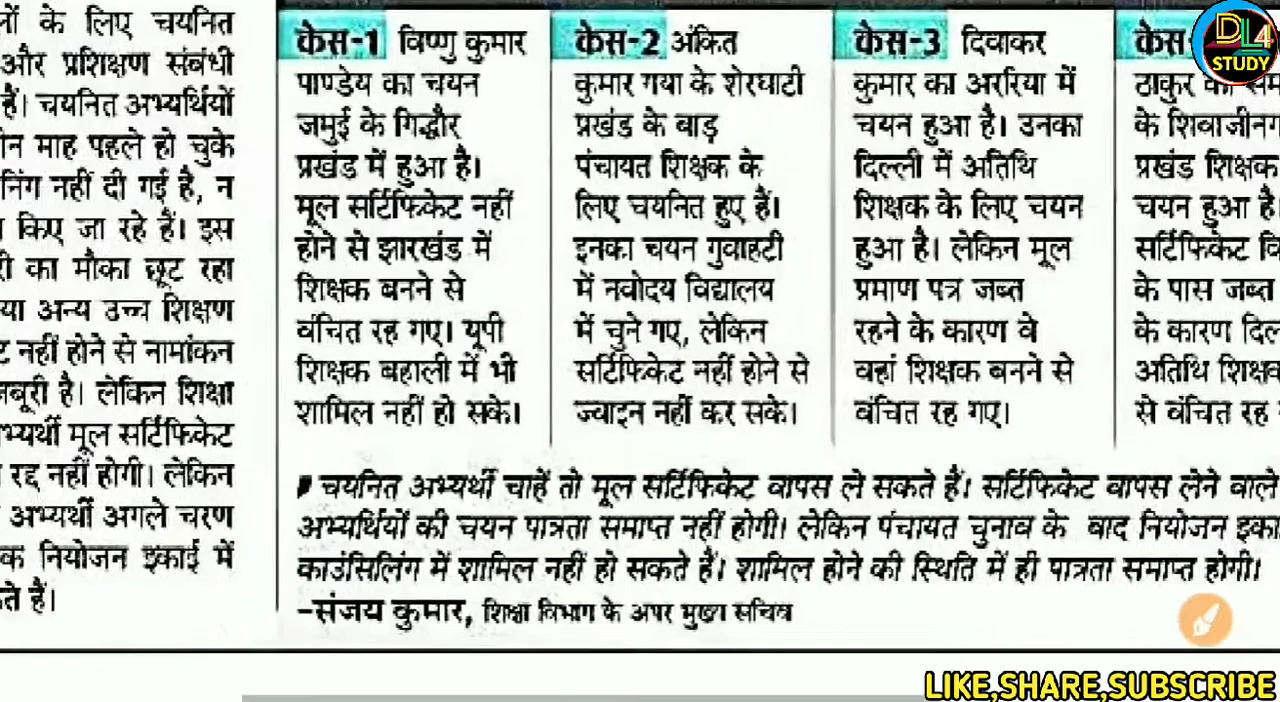 लों के लिए चयनित
और प्रशिक्षण संबंधी
हैं। चयनित अभ्यर्थियों
न माह पहले हो चुके
निंग नहीं दी गई है, न
किए जा रहे हैं। इस
री का मौका छूट रहा
या अन्य उच्च शिक्षण
ट नहीं होने से नामांकन
जबूरी है। लेकिन शिक्षा
भ्यर्थी मूल सर्टिफिकेट
रद्द नहीं होगी। लेकिन
अभ्यर्थी अगले चरण
क नियोजन इकाई में
ते हैं।
केस-1 विष्णु कुमार
पाण्डेय का चयन
जमुई के गिद्धौर
प्रखंड में हुआ है।
मूल सर्टिफिकेट नहीं
होने से झारखंड में
शिक्षक बनने से
वंचित रह गए। यूपी
शिक्षक बहाली में भी
शामिल नहीं हो सके।
केस-2 अंकित
कुमार गया के शेरघाटी
प्रखंड के बाड़
पंचायत शिक्षक के
लिए चयनित हुए हैं।
इनका चयन गुवाहटी
में नवोदय विद्यालय
में चुने गए, लेकिन
सर्टिफिकेट नहीं होने से
ज्वाइन नहीं कर सके।
केस-3 दिवाकर
कुमार का अररिया में
चयन हुआ है। उनका
दिल्ली में अतिथि
शिक्षक के लिए चयन
हुआ है। लेकिन मूल
प्रमाण पत्र जब्त
रहने के कारण वे
वहां शिक्षक बनने से
वंचित रह गए।
केस-
ठाकुर का सम
के शिवाजीनग
प्रखंड शिक्षक
चयन हुआ है।
सर्टिफिकेट वि
के पास जब्त
के कारण दिल
अतिथि शिक्षक
से वंचित रह
चयनित अभ्यर्थी चाहें तो मूल सर्टिफिकेट वापस ले सकते हैं। सर्टिफिकेट वापस लेने वाले
अभ्यर्थियों की चयन पात्रता समाप्त नहीं होगी। लेकिन पंचायत चुनाव के बाद नियोजन इका
काउंसिलिंग में शामिल नहीं हो सकते हैं। शामिल होने की स्थिति में ही पात्रता समाप्त होगी।
-संजय कुमार, शिक्षा विभाग के अपर मुख्य सचिव
DL4
STUDY
LIKE,SHARE,SUBSCRIBE